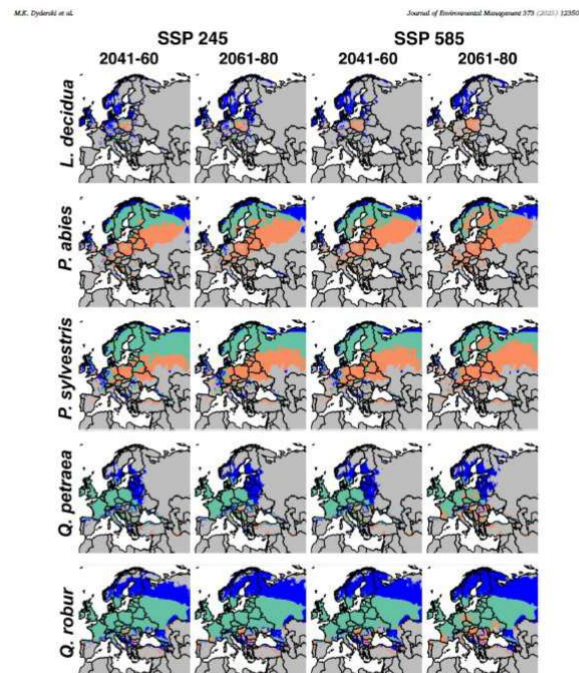 M.K. Dyderski et al.
Journal of Environmental Management 373 (2025) 12350
SSP 245 SSP 585
2041-60 2061-80 2041-60 2061-80
L. decidua
P. abies
P. sylvestris
Q. petraea
Q. robur